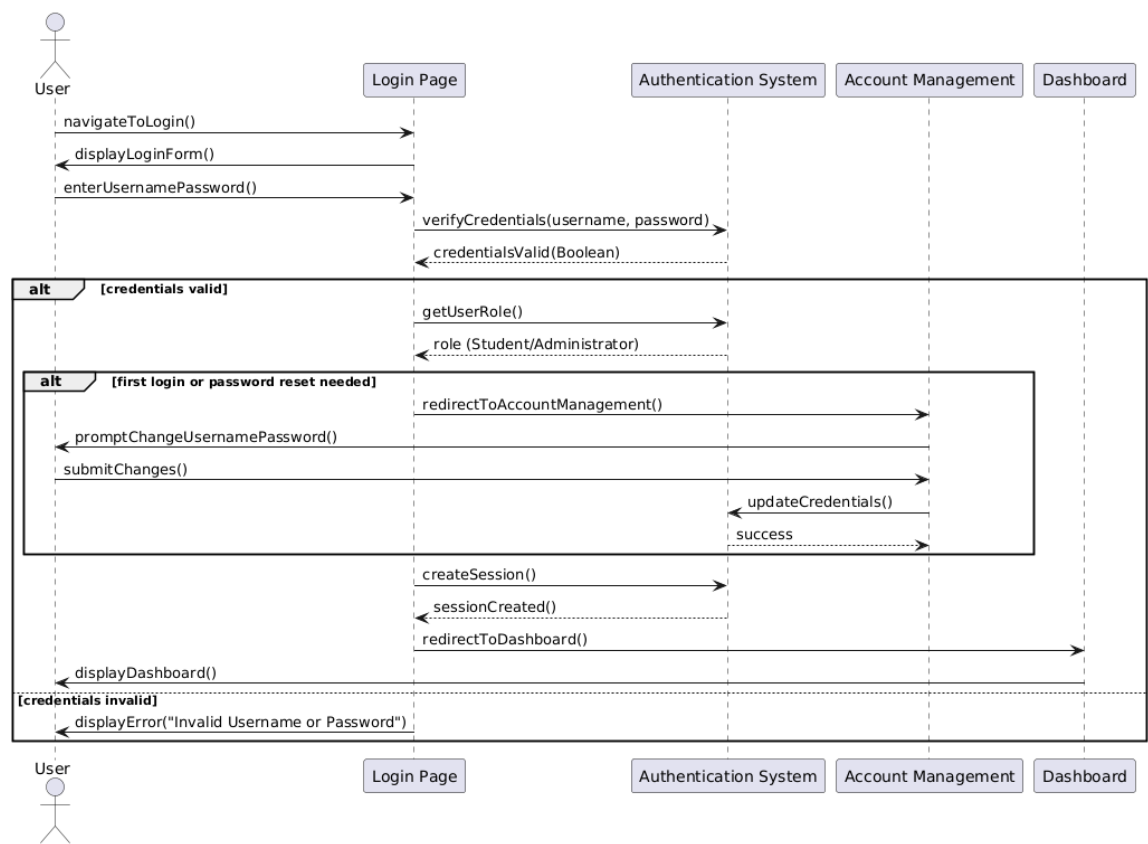 User
Login Page
Authentication System
Account Management
Dashboard
navigateToLogin()
displayLoginForm()
enterUsernamePassword()
verifyCredentials(username, password)
credentialsValid(Boolean)
alt [credentials valid]
getUserRole()
role (Student/Administrator)
alt [first login or password reset needed]
redirectToAccountManagement()
promptChangeUsernamePassword()
submitChanges()
updateCredentials()
success
createSession()
sessionCreated()
redirectToDashboard()
displayDashboard()
[credentials invalid]
displayError("Invalid Username or Password")
User
Login Page
Authentication System
Account Management
Dashboard